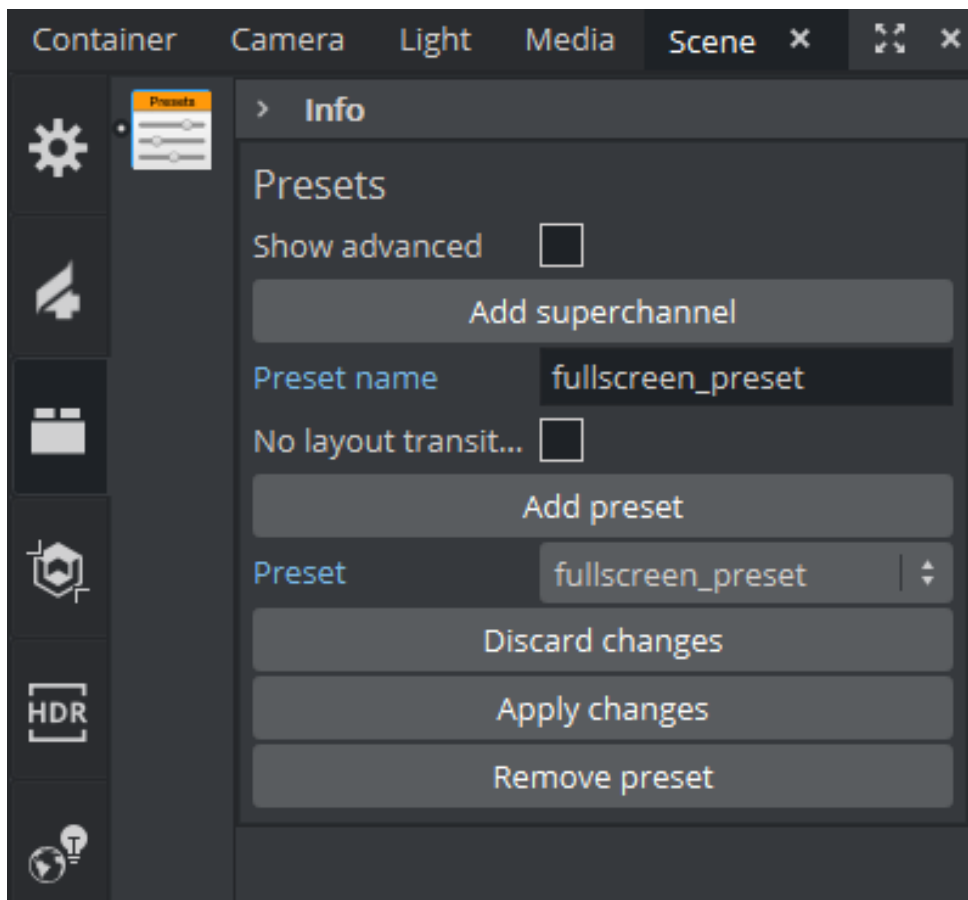 Container Camera Light Media Scene
Presets
Info
Presets
Show advanced
Add superchannel
Preset name fullscreen_preset
No layout transit...
Add preset
Preset fullscreen_preset
Discard changes
Apply changes
HDR
Remove preset
T